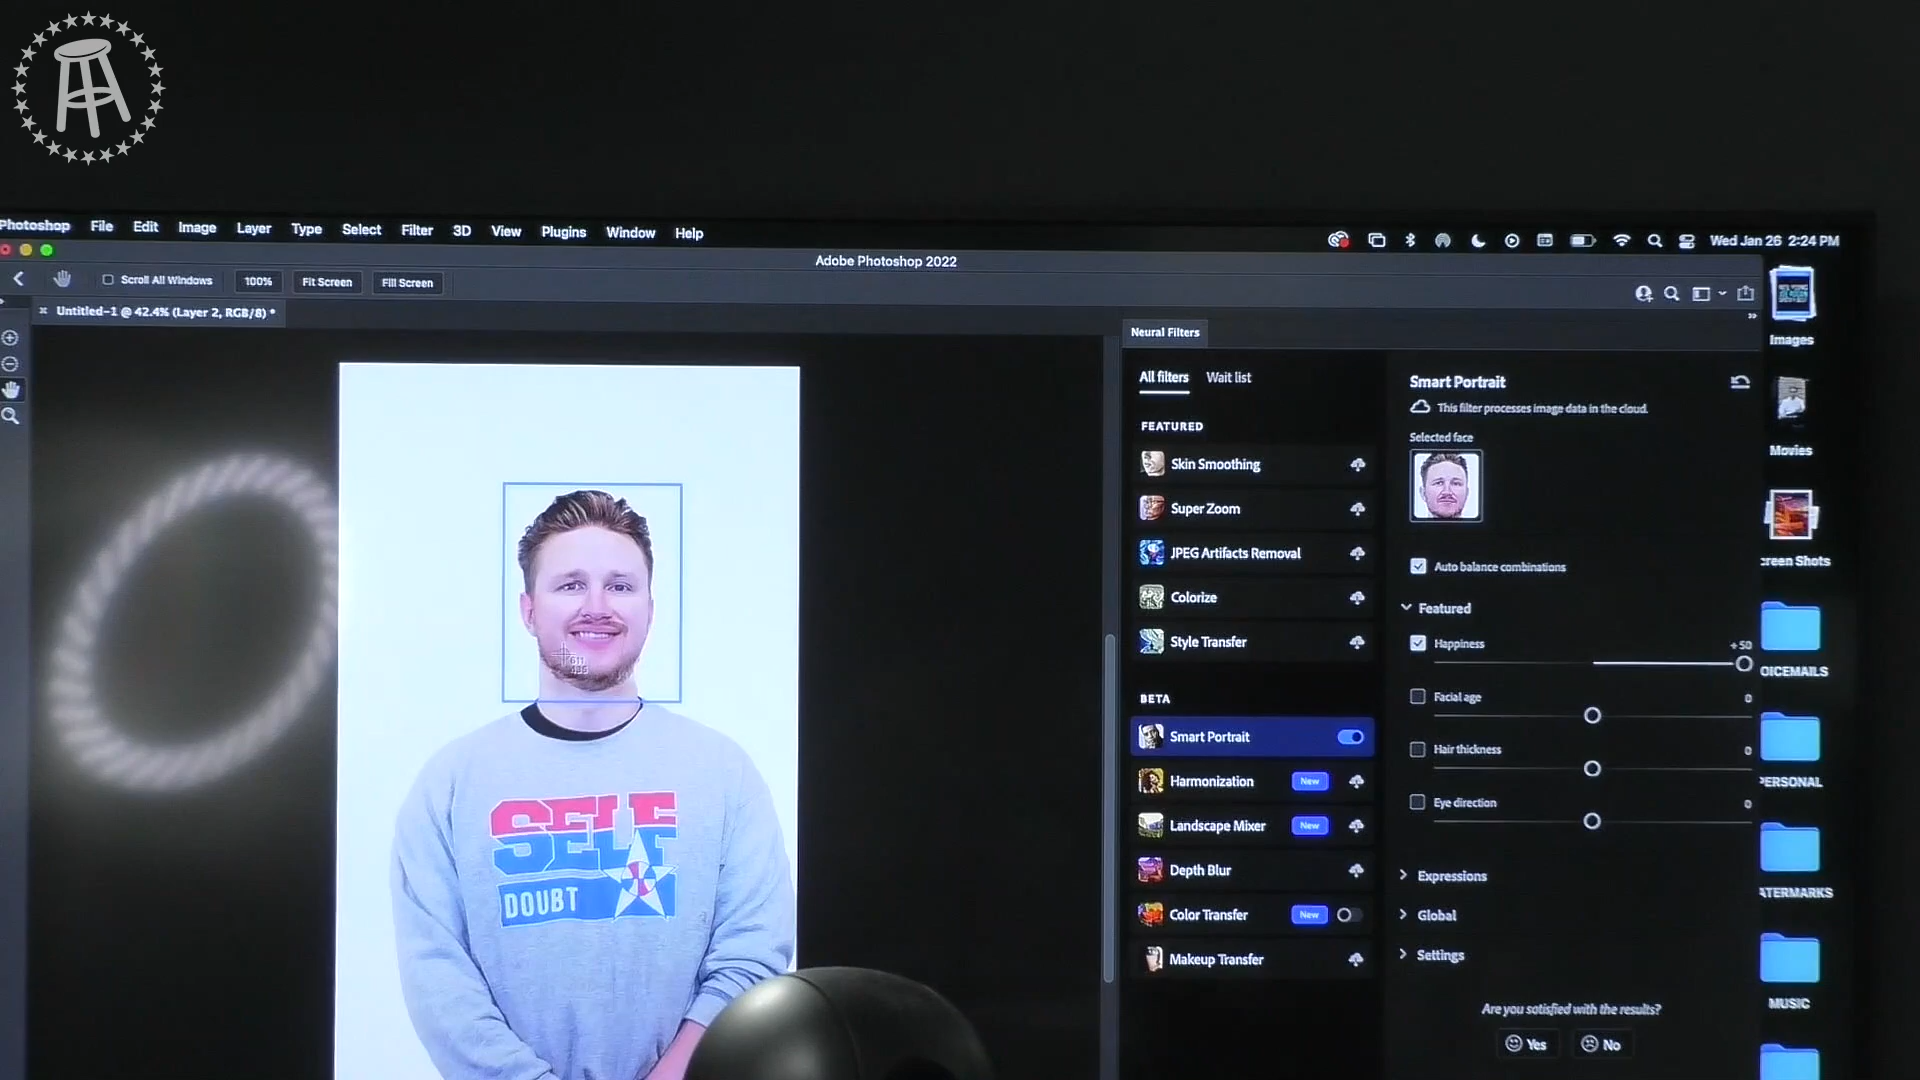 Photoshop File Edit Image Layer Type Select Filter 3D View Plugins Window Help
Wed Jan 26 2:24 PM
Adobe Photoshop 2022
Scroll All Windows 100% Fit Screen Fill Screen
Untitled-1 @ 42.4% (Layer 2, RGB/8) *
Neural Filters
All filters Wait list
FEATURED
Skin Smoothing
Super Zoom
JPEG Artifacts Removal
Colorize
Style Transfer
BETA
Smart Portrait
Harmonization New
Landscape Mixer New
Depth Blur
Color Transfer New
Makeup Transfer
Smart Portrait
This filter processes image data in the cloud.
Selected face
Auto balance combinations
Featured
Happiness +50
Facial age 0
Hair thickness 0
Eye direction 0
Expressions
Global
Settings
Are you satisfied with the results?
Yes No
Images
Movies
creen Shots
OICEMAILS
PERSONAL
ATERMARKS
MUSIC
SELF
SELF
DOUBT